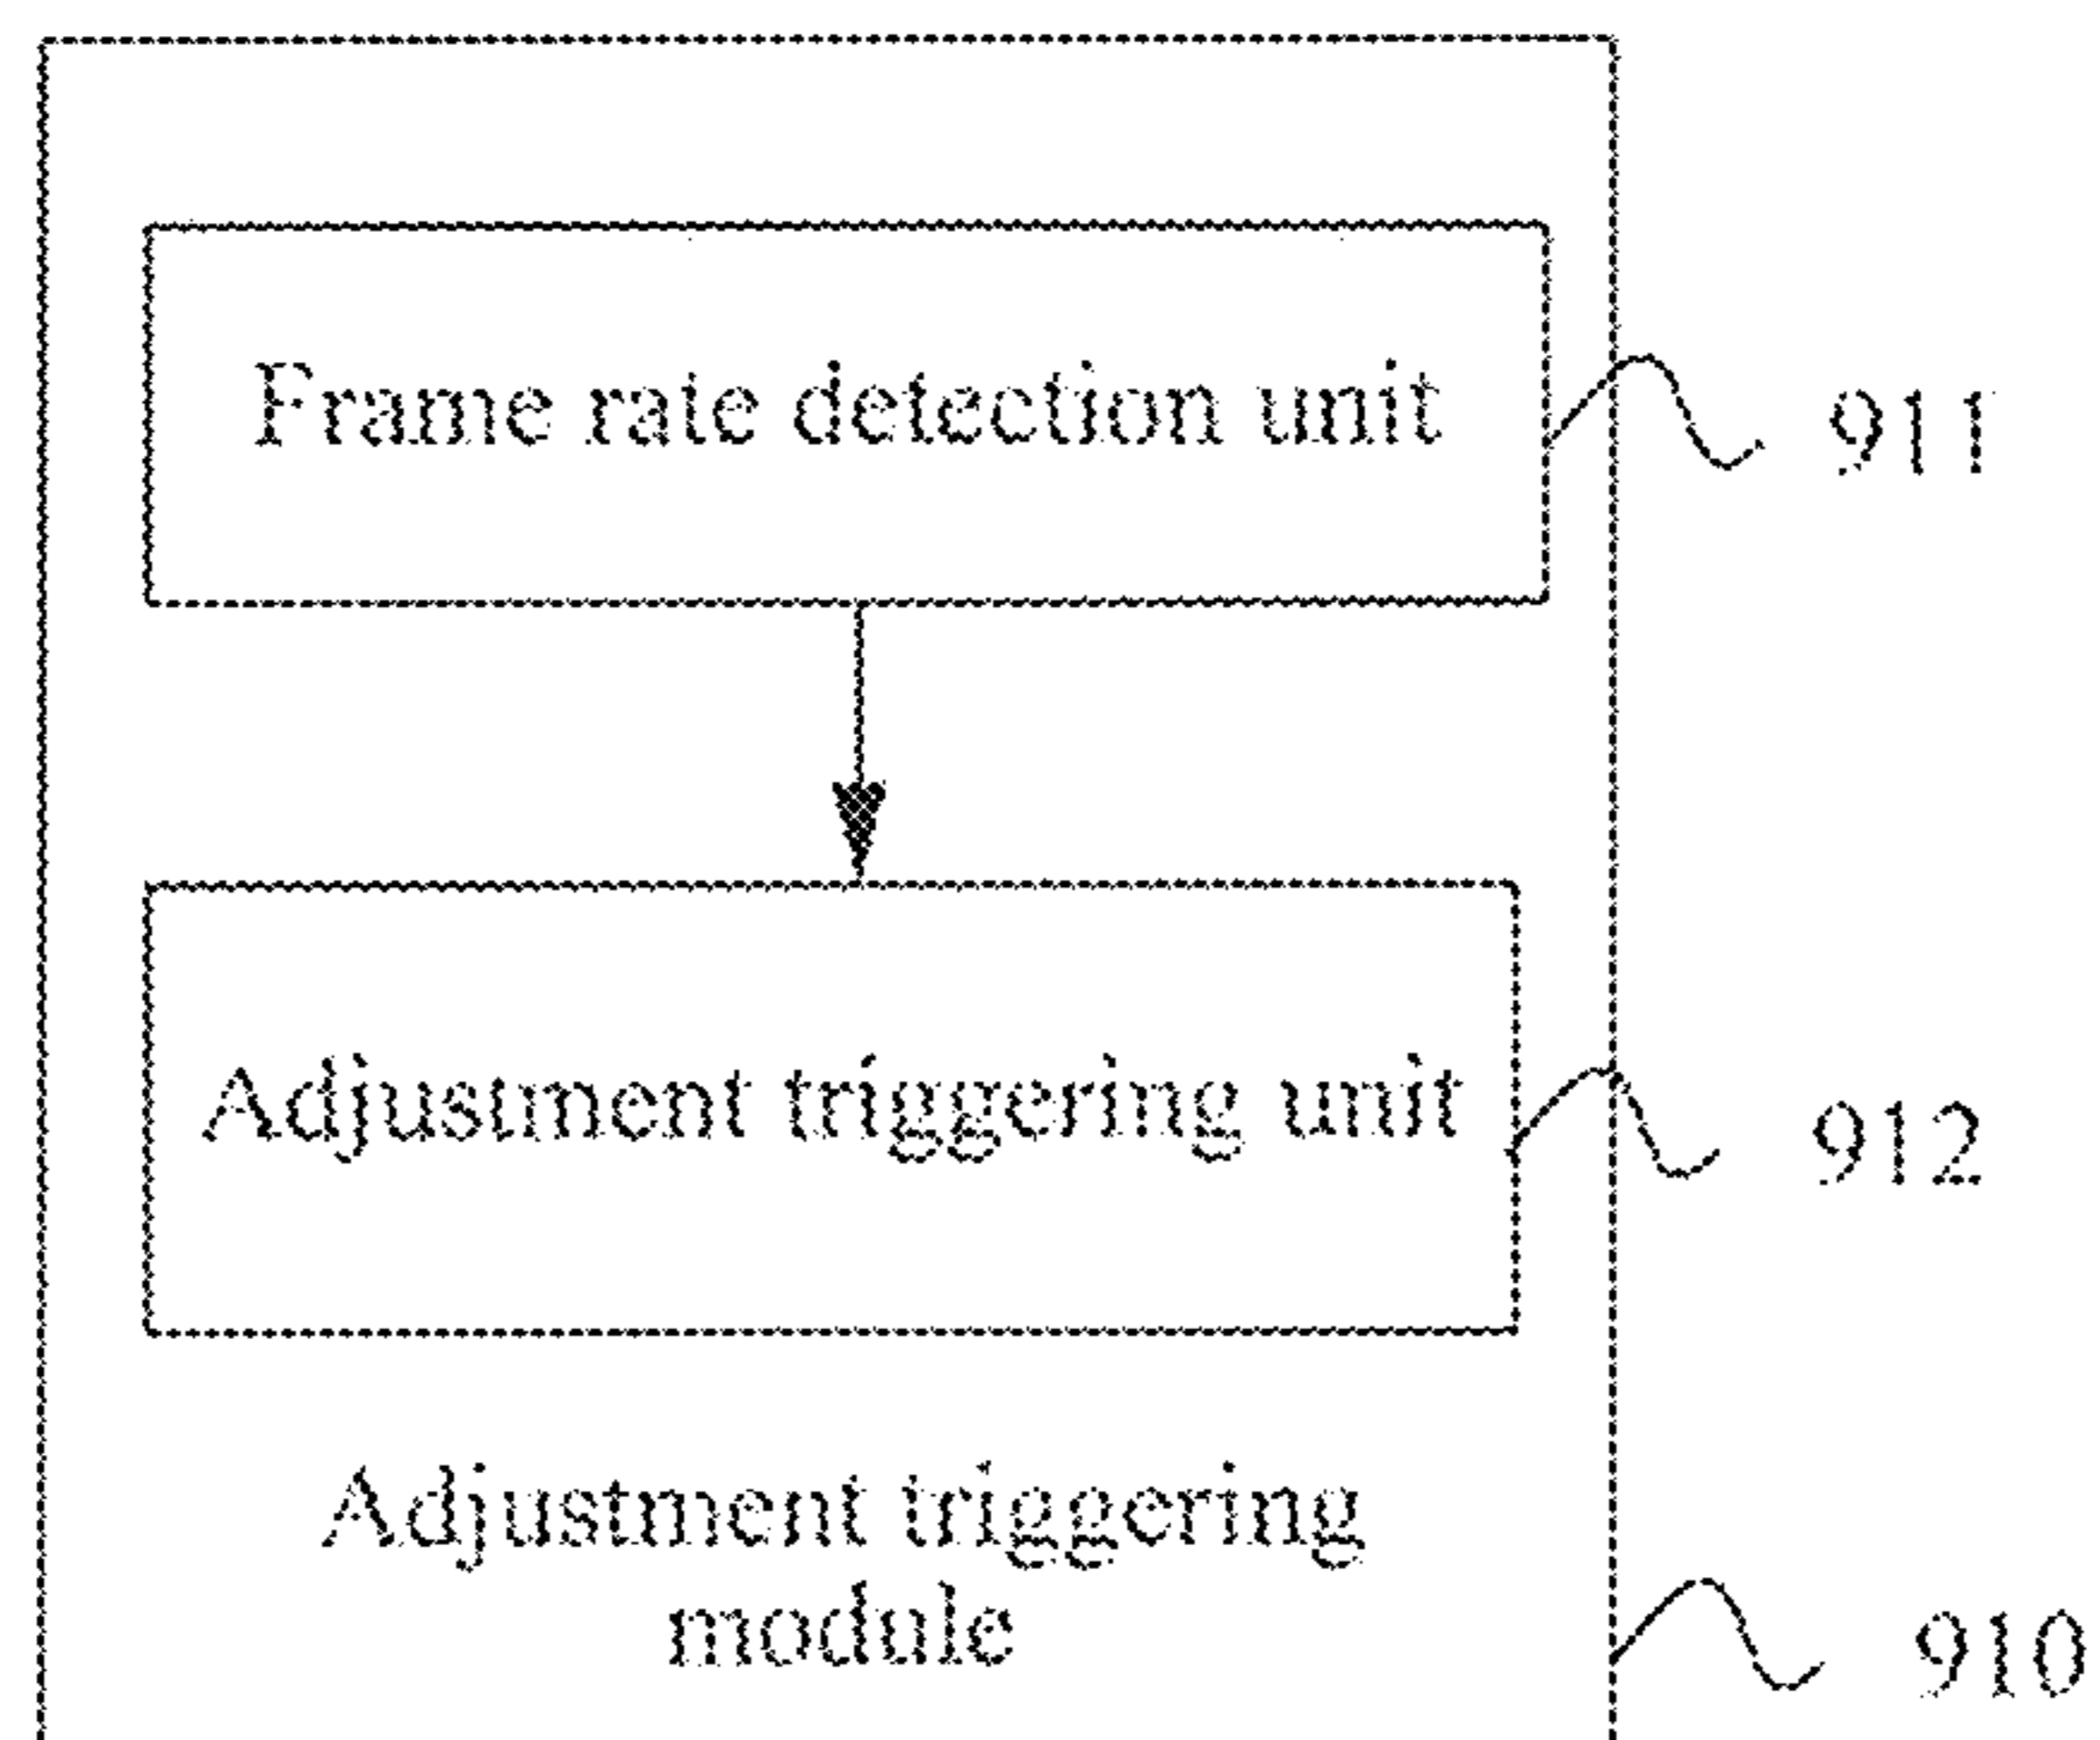 Frame rate detection unit
911
Adjustment triggering unit
912
Adjustment triggering
module
910